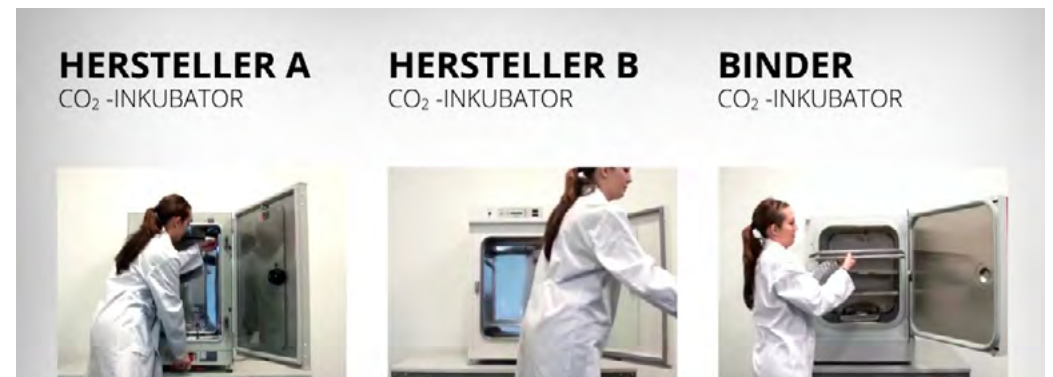 HERSTELLER A
CO₂ -INKUBATOR
HERSTELLER B
CO₂ -INKUBATOR
BINDER
CO₂ -INKUBATOR